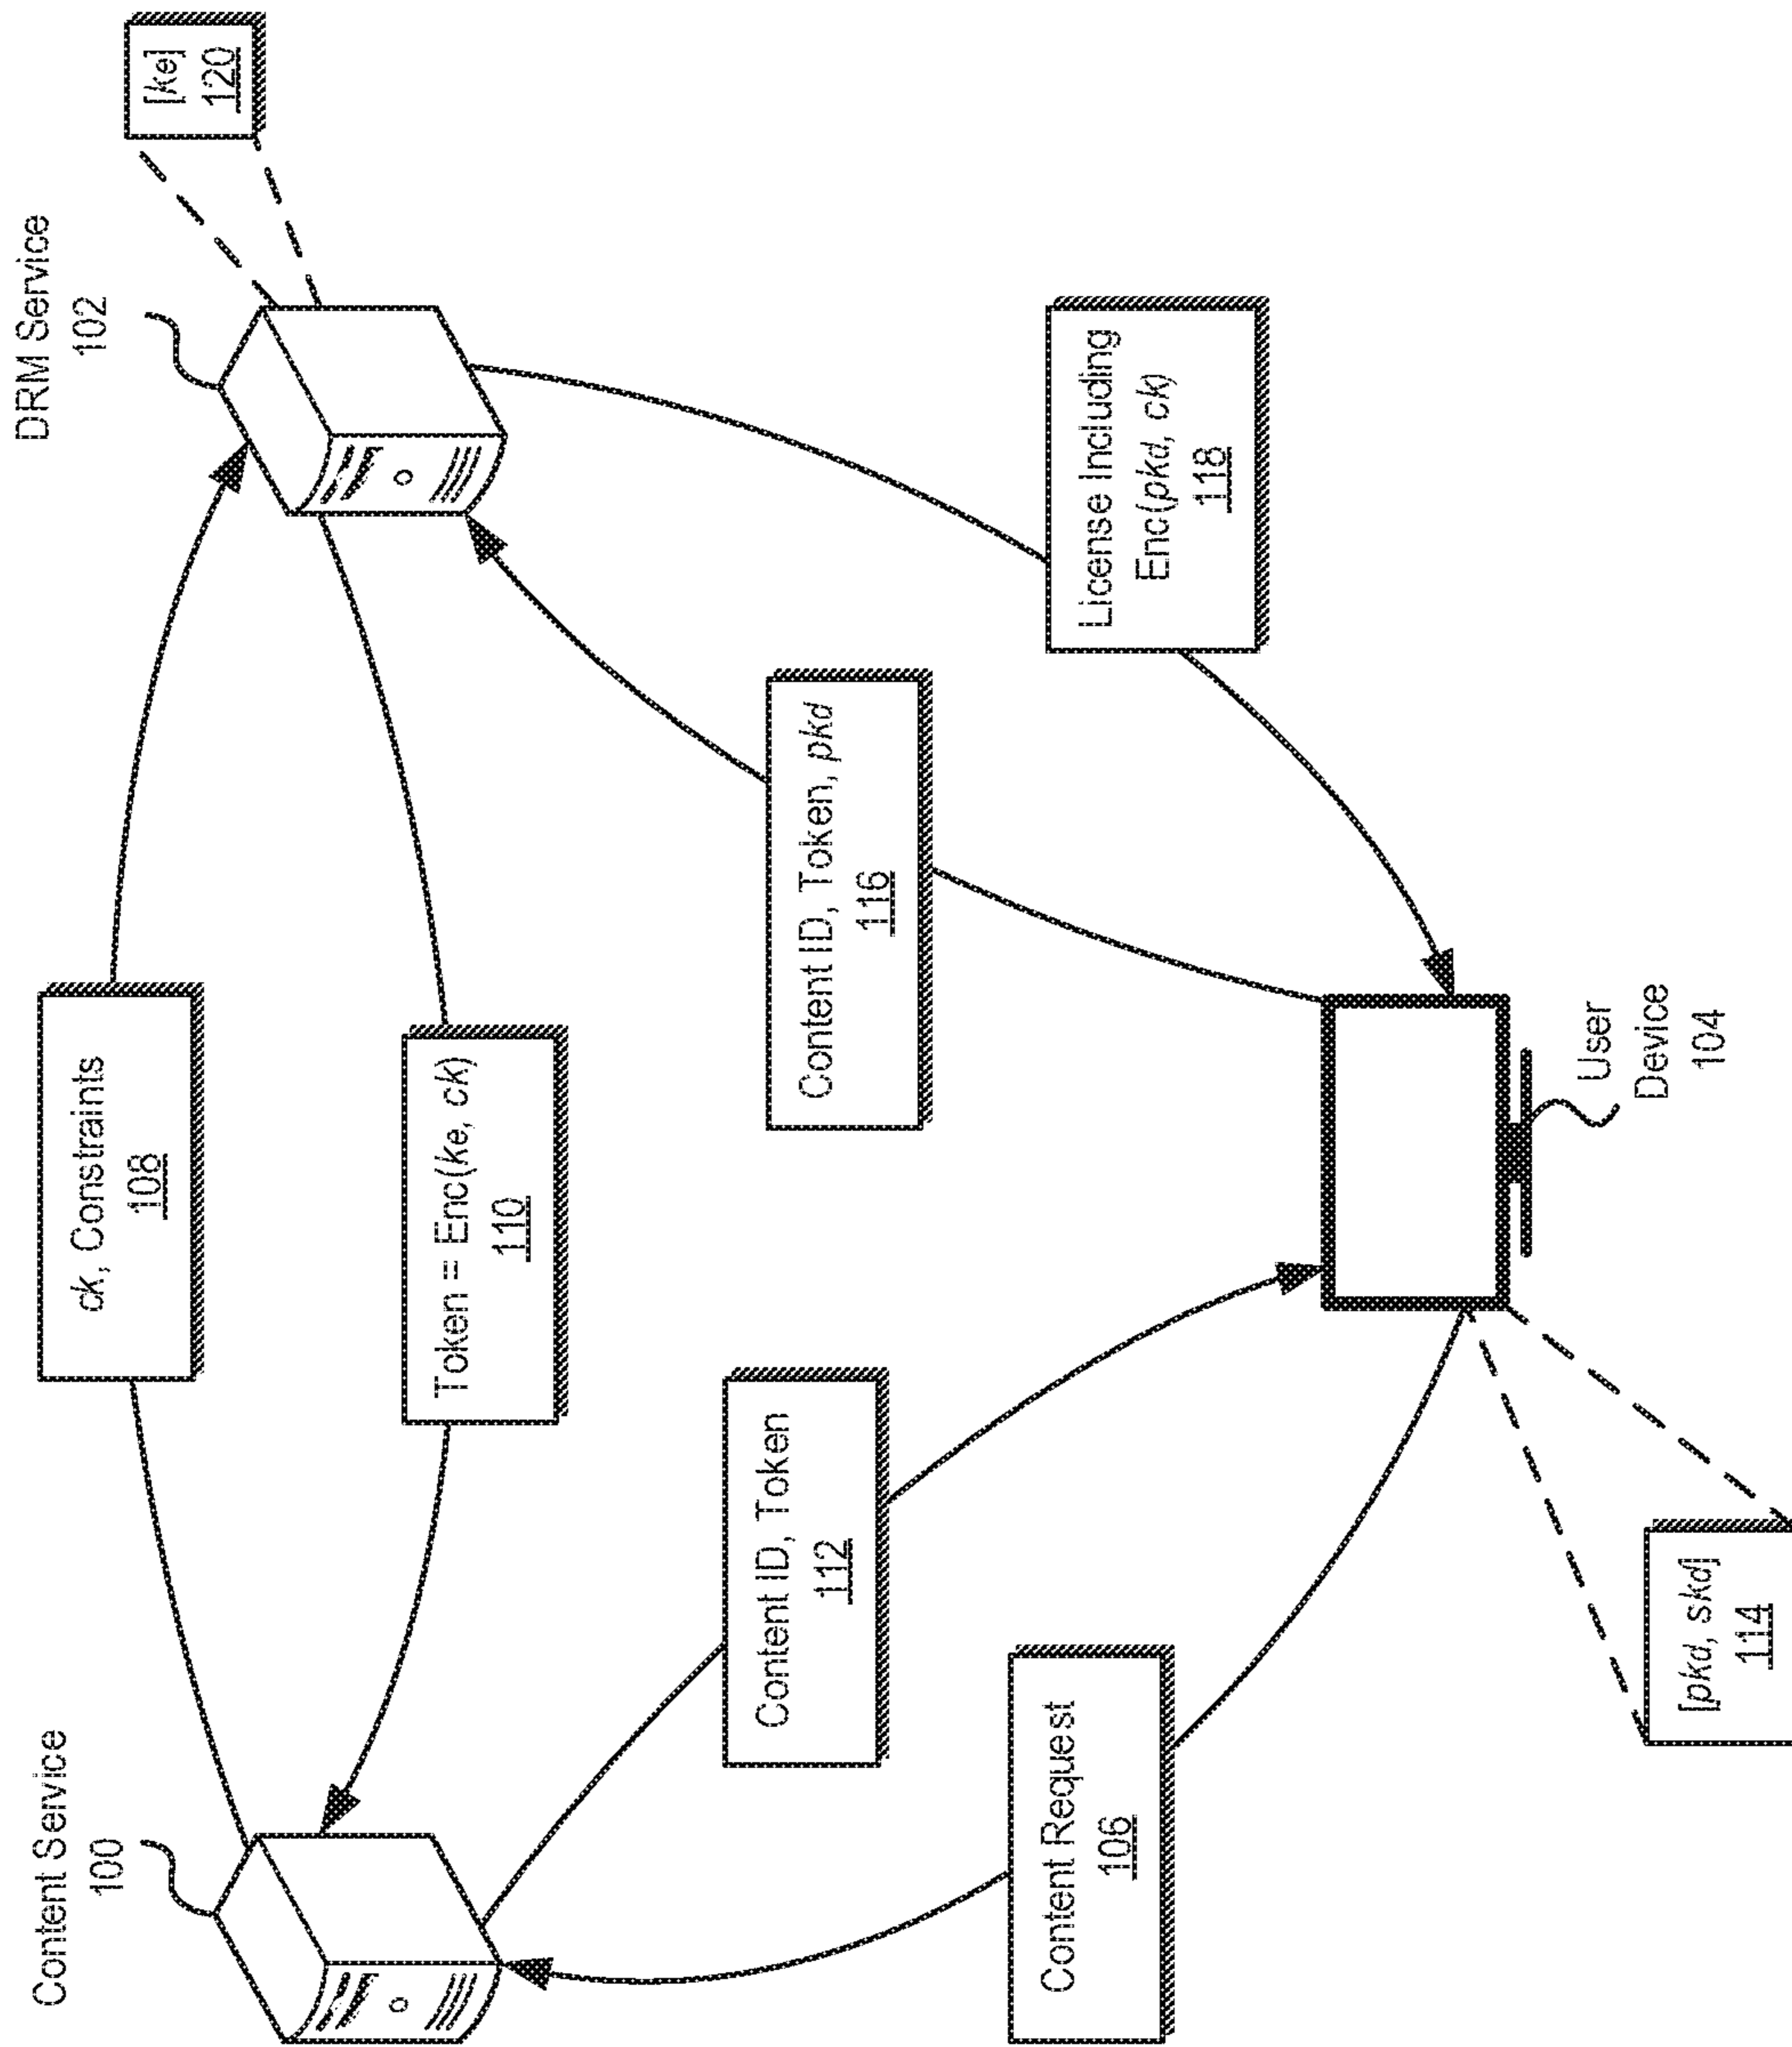 Content Service
100
DRM Service
102
[ke]
120
ck, Constraints
108
Token = Enc(ke, ck)
110
Content ID, Token
112
Content ID, Token, pkd
116
Content Request
106
License Including
Enc(pkd, ck)
118
User
Device
104
[pkd, skd]
114